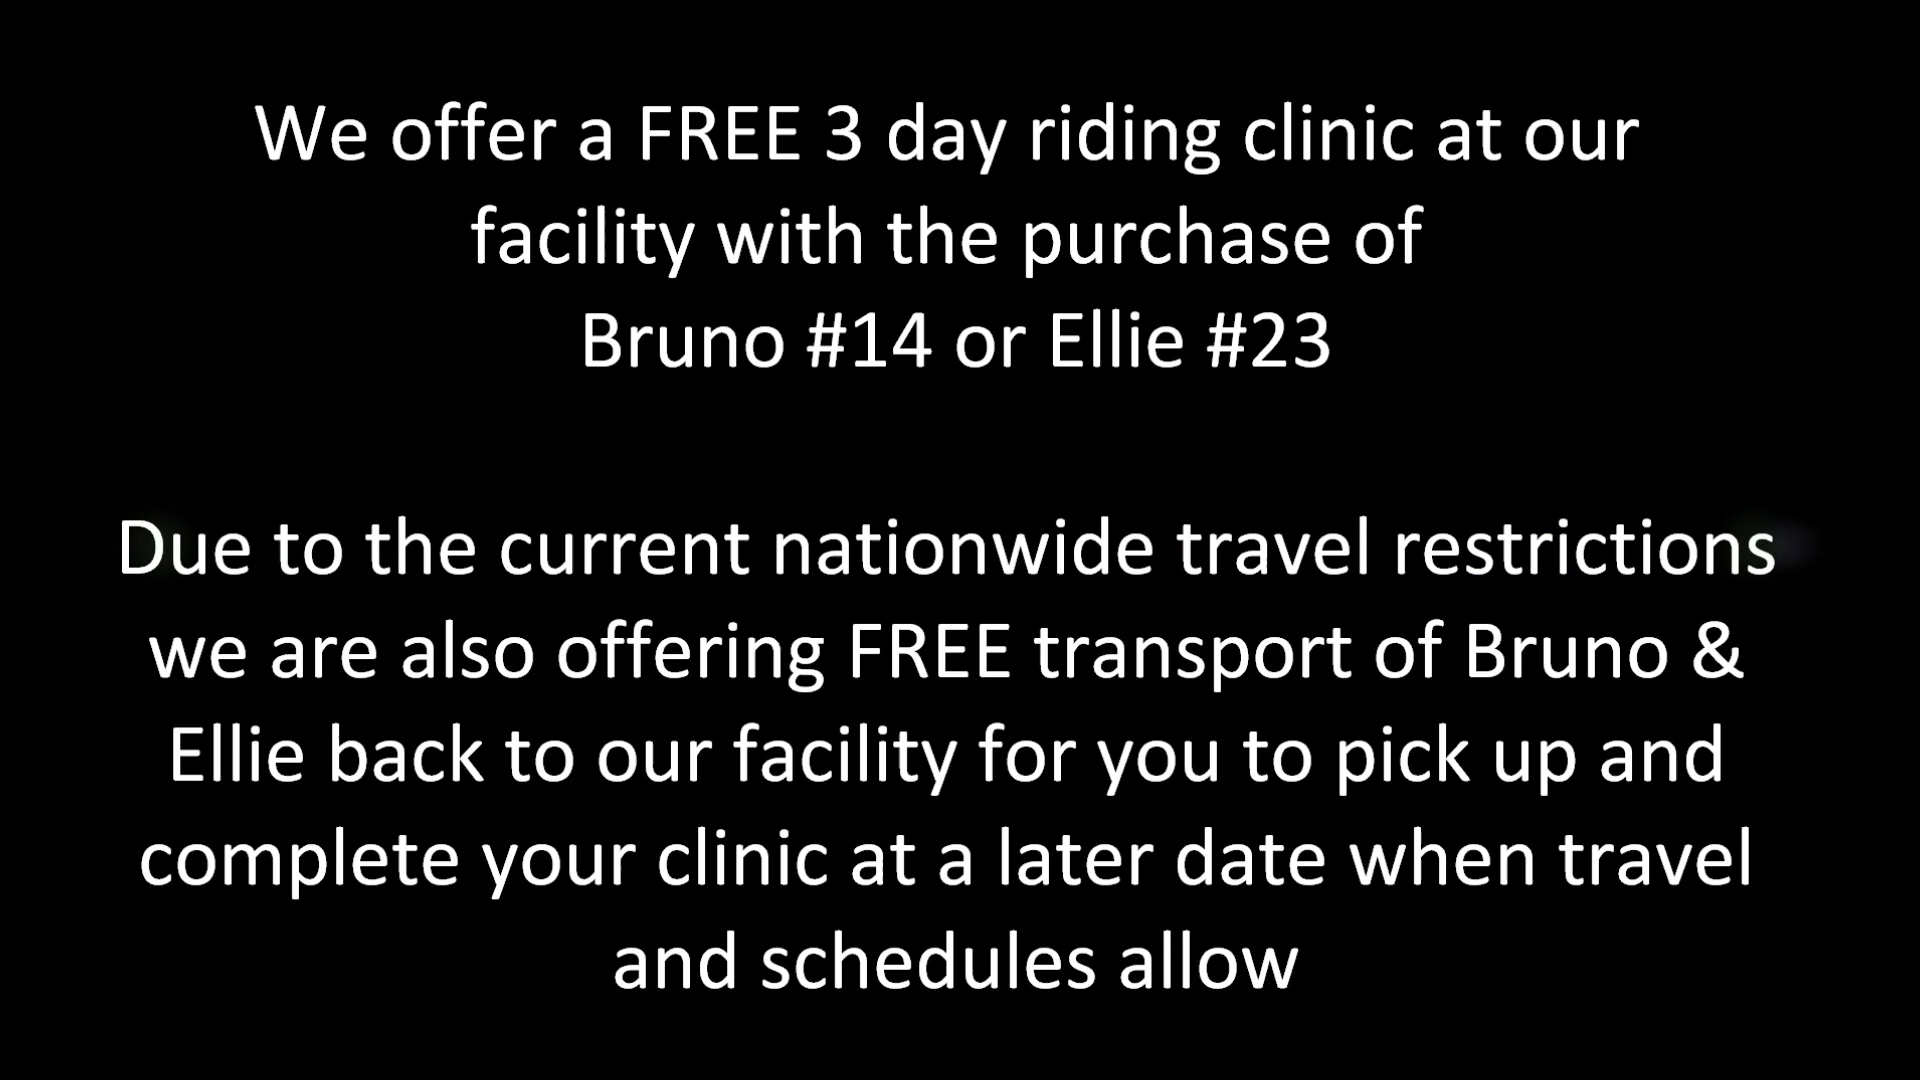 We offer a FREE 3 day riding clinic at our
facility with the purchase of
Bruno #14 or Ellie #23
Due to the current nationwide travel restrictions
we are also offering FREE transport of Bruno &
Ellie back to our facility for you to pick up and
complete your clinic at a later date when travel
and schedules allow